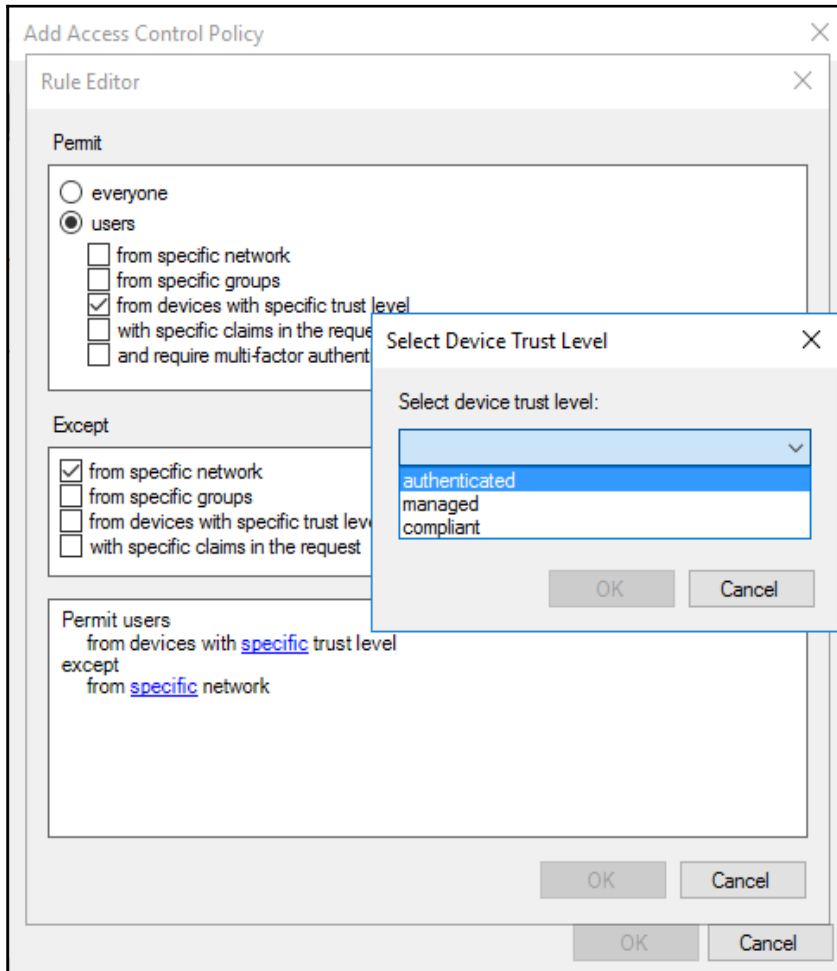 Add Access Control Policy
Rule Editor
Permit
everyone
users
from specific network
from specific groups
from devices with specific trust level
with specific claims in the
and require multi-factor
Select Device Trust Level
Select device trust level:
authenticated
managed
compliant
OK Cancel
Except
from specific network
from specific groups
from devices with specific trust
with specific claims in the request
Permit users
from devices with specific trust level
except
from specific network
OK Cancel
OK Cancel